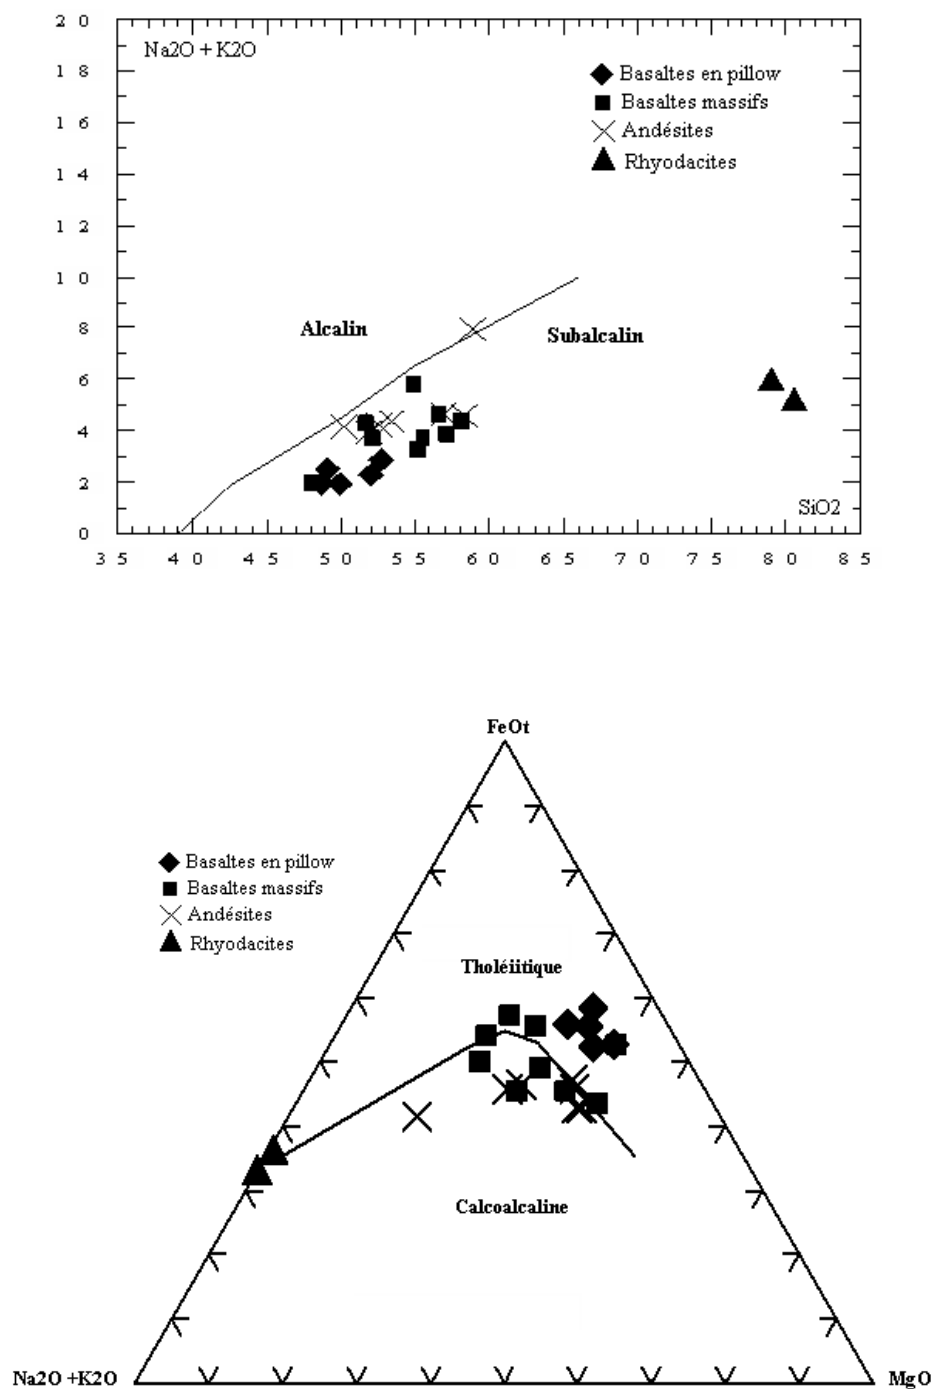 2 0
Na2O + K2O
1 8
1 6
1 4
1 2
1 0
8
6
4
2
0
Basaltes en pillow
Basaltes massifs
Andésites
Rhyodacites
Alcalin
Subalcalin
SiO2
3 5 4 0 4 5 5 0 5 5 6 0 6 5 7 0 7 5 8 0 8 5
FeOt
Basaltes en pillow
Basaltes massifs
Andésites
Rhyodacites
Tholéiitique
Calcoalcaline
Na2O +K2O
MgO